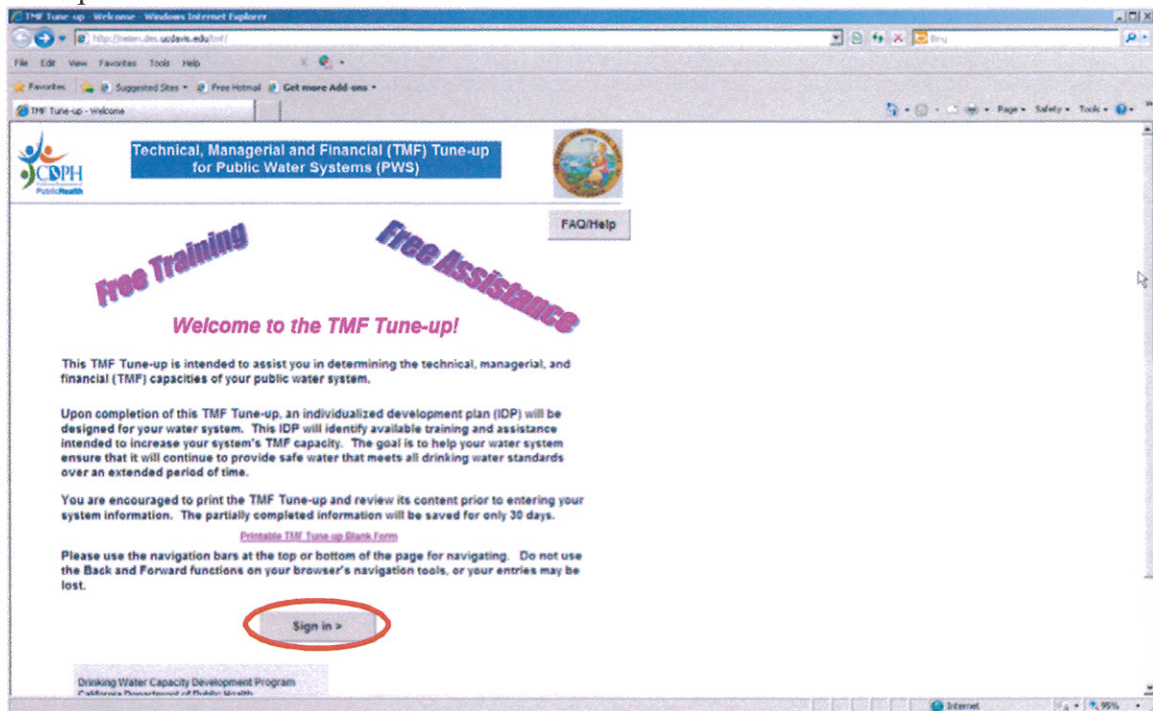 TMF Tune-up - Welcome - Windows Internet Explorer
http://helen.des.ucdavis.edu/tmf/
Bing
File Edit View Favorites Tools Help
Favorites Suggested Sites Free Hotmail Get more Add-ons
TMF Tune-up - Welcome
Page Safety Tools
CDPH
PublicHealth
Technical, Managerial and Financial (TMF) Tune-up
for Public Water Systems (PWS)
FAQ/Help
Free Training
Free Assistance
Welcome to the TMF Tune-up!
This TMF Tune-up is intended to assist you in determining the technical, managerial, and
financial (TMF) capacities of your public water system.
Upon completion of this TMF Tune-up, an individualized development plan (IDP) will be
designed for your water system. This IDP will identify available training and assistance
intended to increase your system's TMF capacity. The goal is to help your water system
ensure that it will continue to provide safe water that meets all drinking water standards
over an extended period of time.
You are encouraged to print the TMF Tune-up and review its content prior to entering your
system information. The partially completed information will be saved for only 30 days.
Printable TMF Tune up Blank Form
Please use the navigation bars at the top or bottom of the page for navigating. Do not use
the Back and Forward functions on your browser's navigation tools, or your entries may be
lost.
Sign in >
Drinking Water Capacity Development Program
California Department of Public Health
Internet 95%